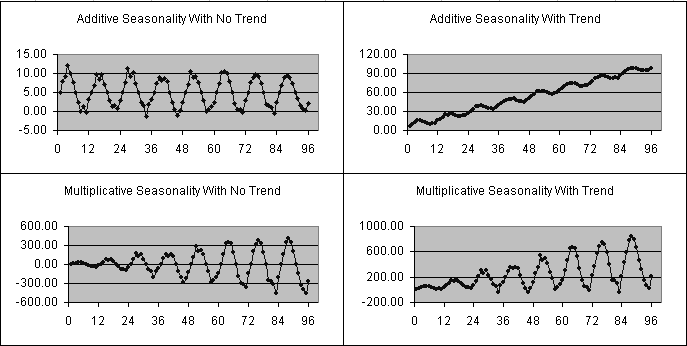 Additive Seasonality With No Trend
15.00
10.00
5.00
0.00
-5.00
0 12 24 36 48 60 72 84 96
Additive Seasonality With Trend
120.00
90.00
60.00
30.00
0.00
0 12 24 36 48 60 72 84 96
Multiplicative Seasonality With No Trend
600.00
300.00
0.00
-300.00
-600.00
0 12 24 36 48 60 72 84 96
Multiplicative Seasonality With Trend
1000.00
600.00
200.00
-200.00
0 12 24 36 48 60 72 84 96